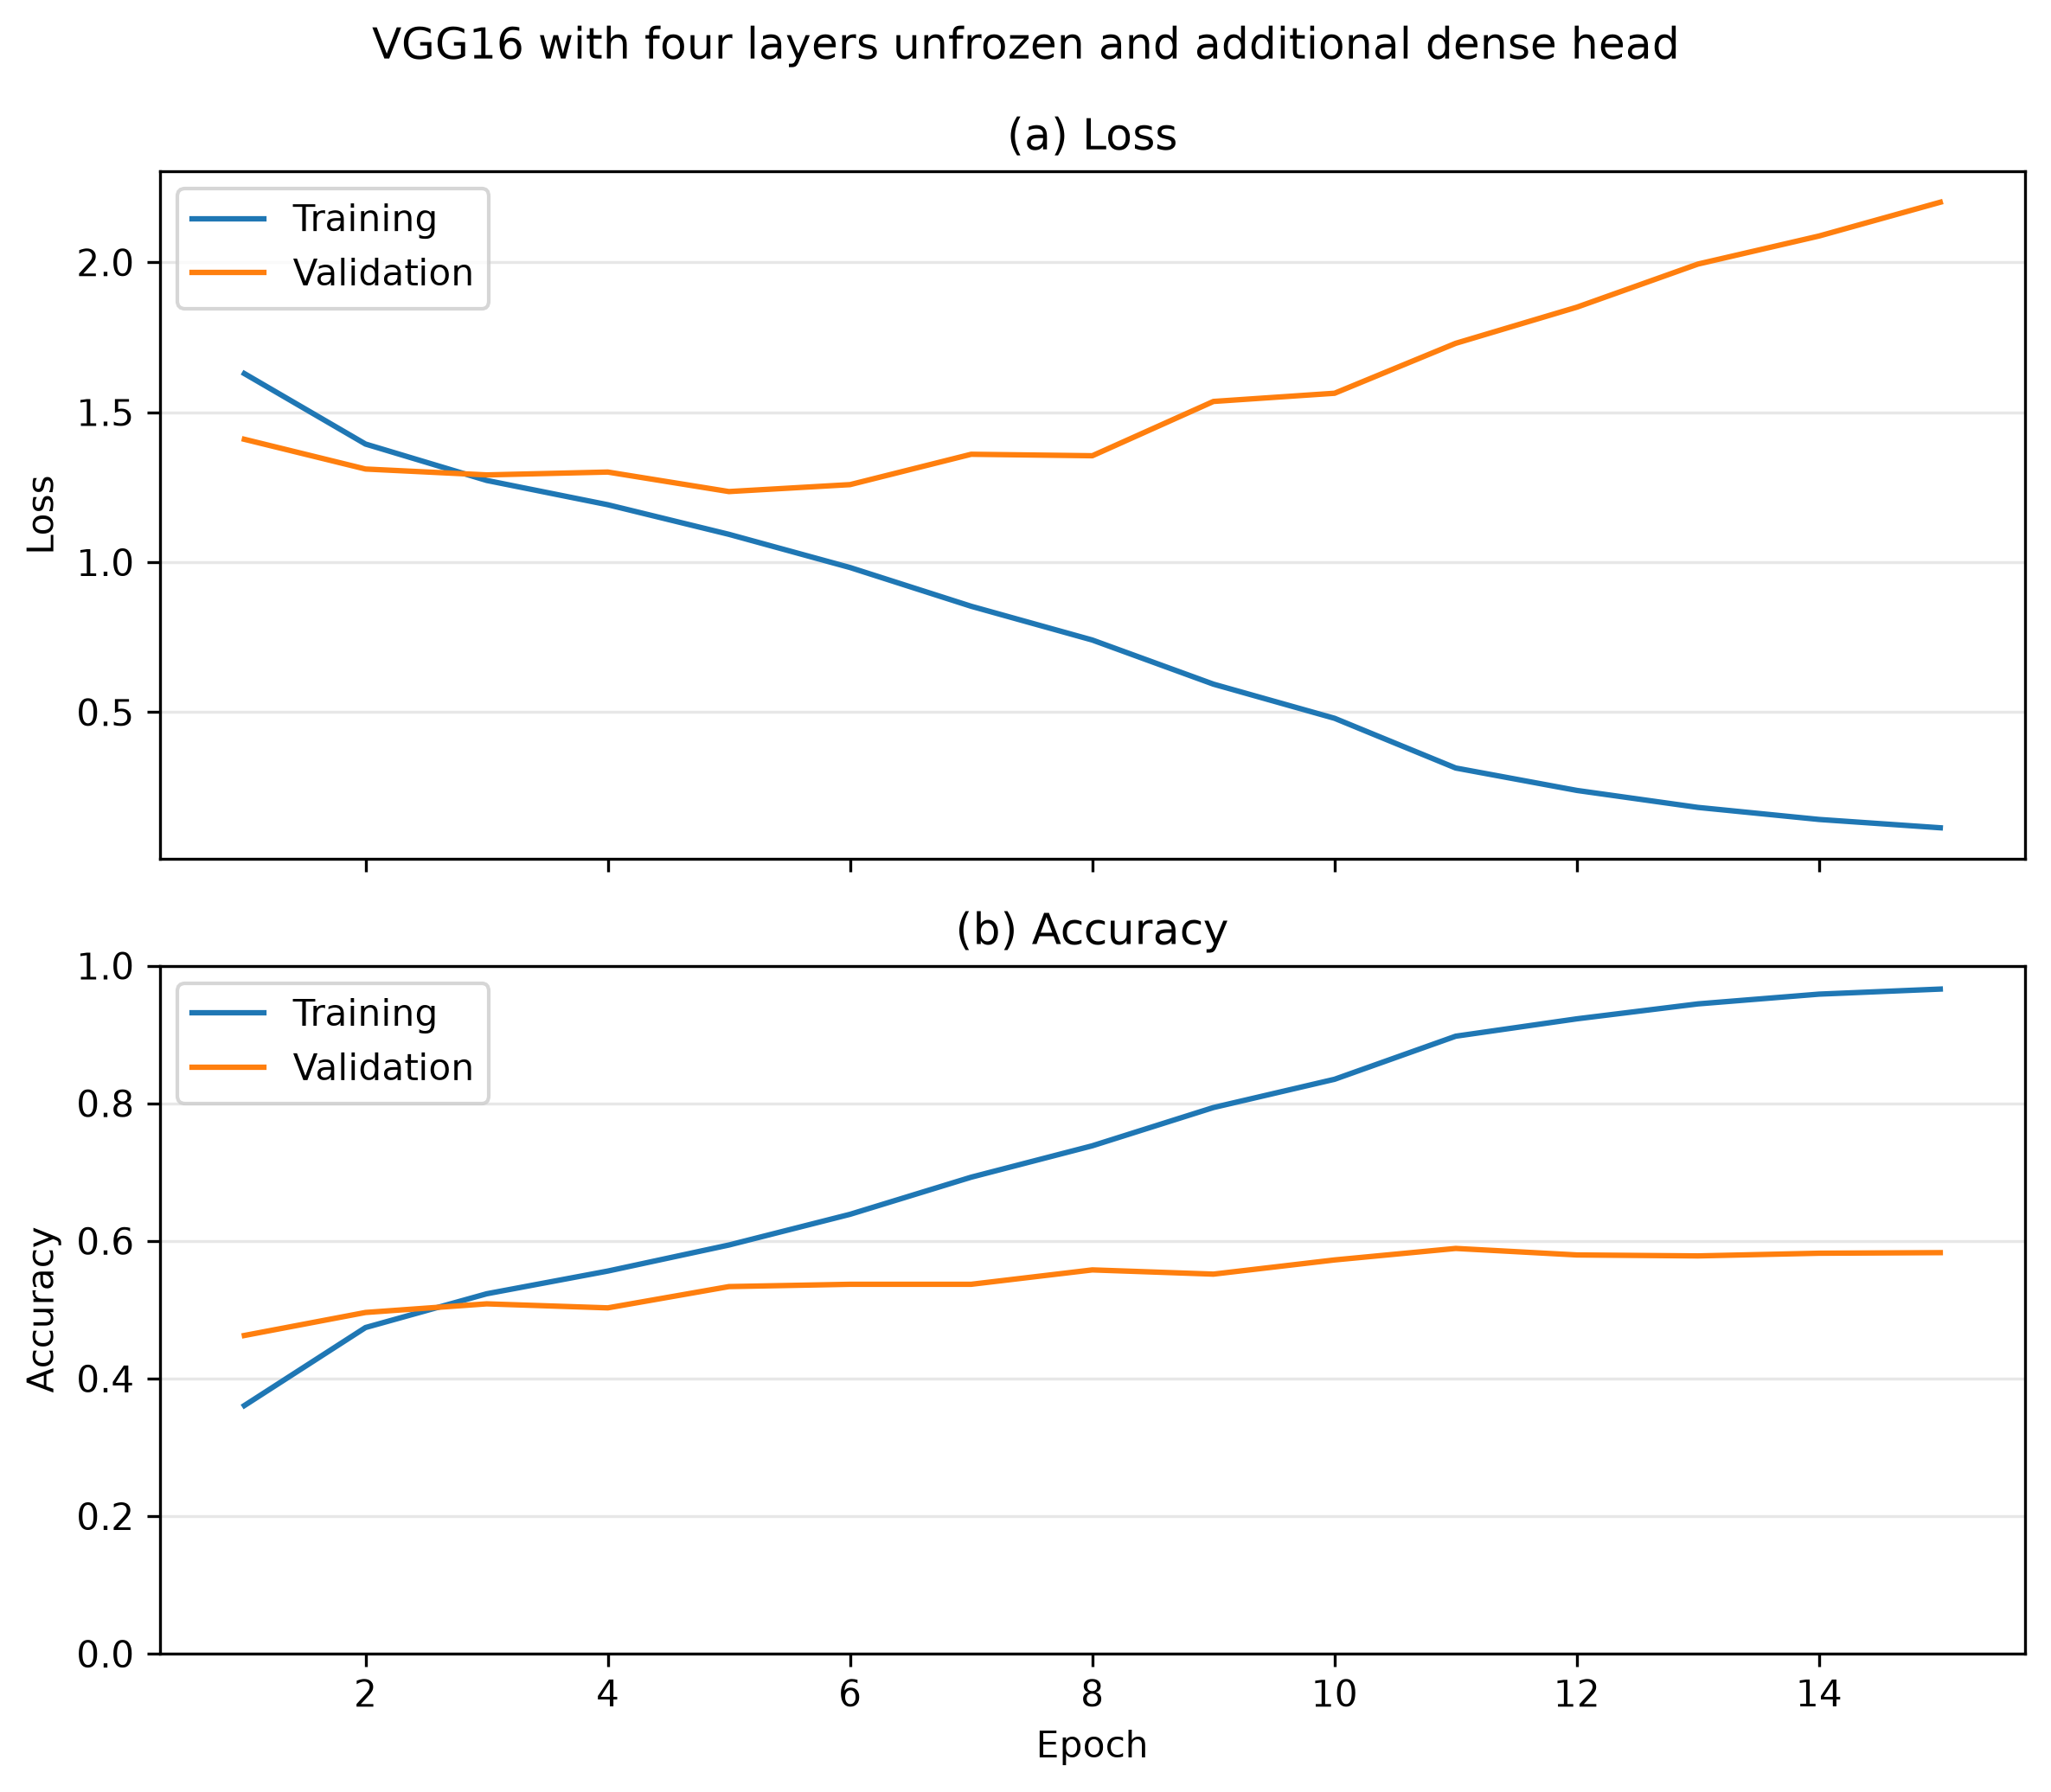 VGG16 with four layers unfrozen and additional dense head
(a) Loss
Training
Validation
2.0
1.5
1.0
0.5
Loss
(b) Accuracy
Training
Validation
1.0
0.8
0.6
0.4
0.2
0.0
Accuracy
2 4 6 8 10 12 14
Epoch